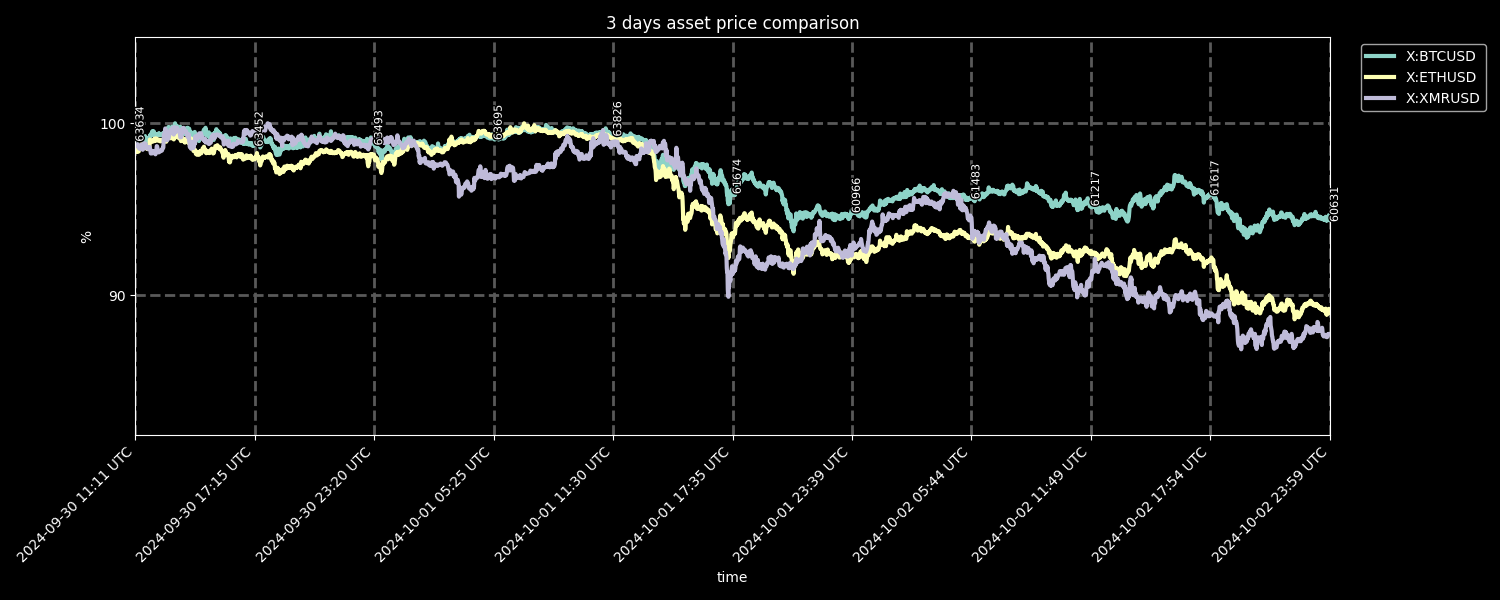 3 days asset price comparison
X:BTCUSD
X:ETHUSD
X:XMRUSD
%
100
90
63634
63452
63493
63695
63826
61674
60966
61483
61217
61617
60631
2024-09-30 11:11 UTC
2024-09-30 17:15 UTC
2024-09-30 23:20 UTC
2024-10-01 05:25 UTC
2024-10-01 11:30 UTC
2024-10-01 17:35 UTC
2024-10-01 23:39 UTC
2024-10-02 05:44 UTC
2024-10-02 11:49 UTC
2024-10-02 17:54 UTC
2024-10-02 23:59 UTC
time